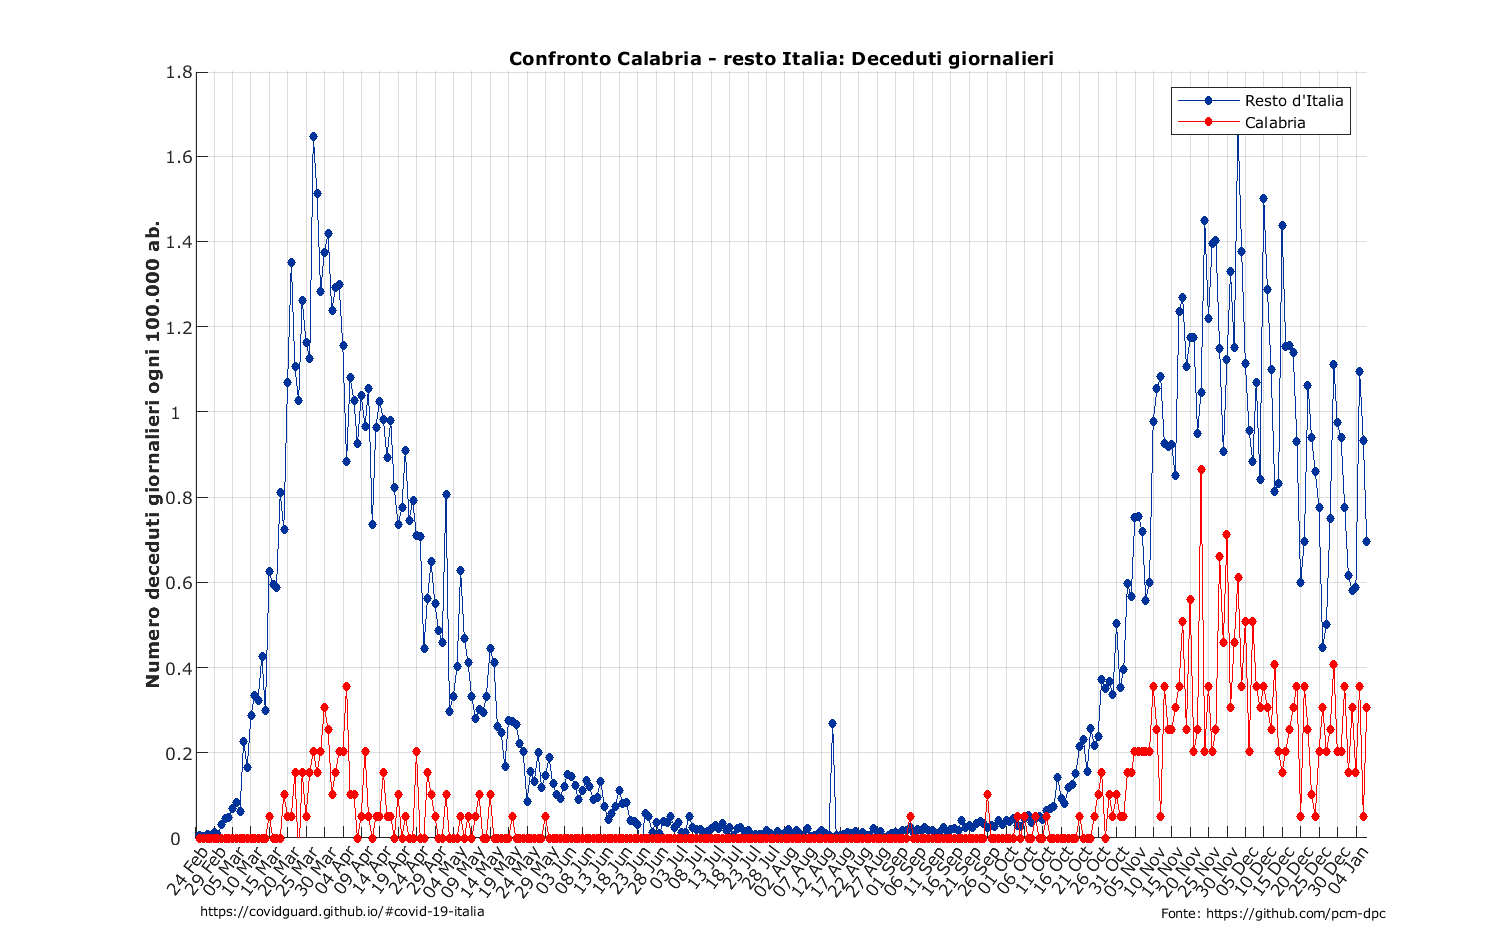 Confronto Calabria - resto Italia: Deceduti giornalieri
Resto d'Italia
Calabria
Numero deceduti giornalieri ogni 100.000 ab.
1.8
1.6
1.4
1.2
1
0.8
0.6
0.4
0.2
0
24 Feb
29 Feb
05 Mar
10 Mar
15 Mar
20 Mar
25 Mar
30 Mar
04 Apr
09 Apr
14 Apr
19 Apr
24 Apr
29 Apr
04 May
09 May
14 May
19 May
24 May
29 May
03 Jun
08 Jun
13 Jun
18 Jun
23 Jun
28 Jun
03 Jul
08 Jul
13 Jul
18 Jul
23 Jul
28 Jul
02 Aug
07 Aug
12 Aug
17 Aug
22 Aug
27 Aug
01 Sep
06 Sep
11 Sep
16 Sep
21 Sep
26 Sep
01 Oct
06 Oct
11 Oct
16 Oct
21 Oct
26 Oct
31 Oct
05 Nov
10 Nov
15 Nov
20 Nov
25 Nov
30 Nov
05 Dec
10 Dec
15 Dec
20 Dec
25 Dec
30 Dec
04 Jan
https://covidguard.github.io/#covid-19-italia
Fonte: https://github.com/pcm-dpc